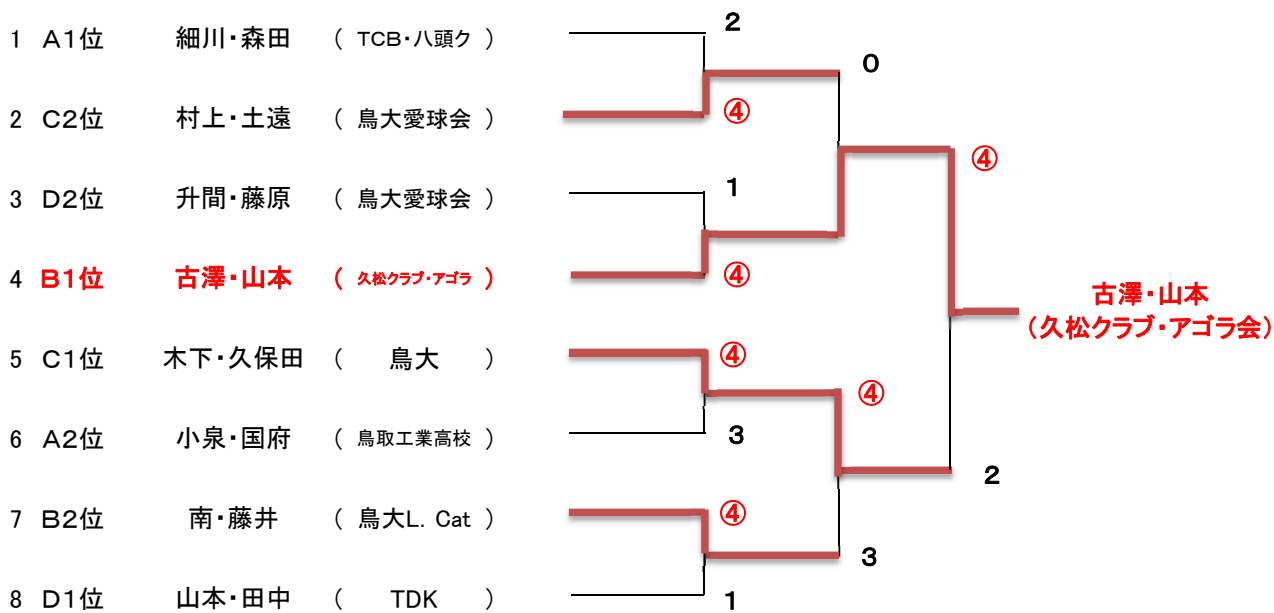 1 A1位 細川・森田 ( TCB・八頭ク ) 2
0
2 C2位 村上・土遠 ( 鳥大愛球会 ) ④
④
3 D2位 升間・藤原 ( 鳥大愛球会 ) 1
4 B1位 古澤・山本 ( 久松クラブ・アゴラ ) ④
古澤・山本
(久松クラブ・アゴラ会)
5 C1位 木下・久保田 ( 鳥大 ) ④
④
6 A2位 小泉・国府 ( 鳥取工業高校 ) 3
2
7 B2位 南・藤井 ( 鳥大L. Cat ) ④
3
8 D1位 山本・田中 ( TDK ) 1